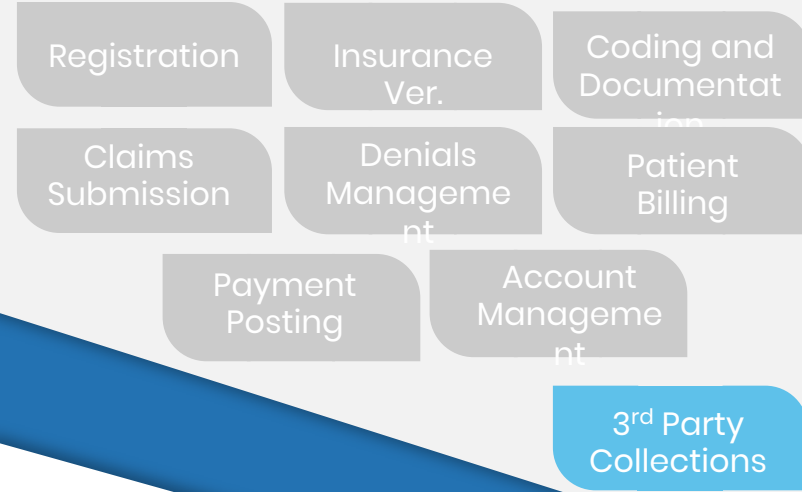 Registration
Insurance
Ver.
Coding and
Documentat
ion
Claims
Submission
Denials
Manageme
nt
Patient
Billing
Payment
Posting
Account
Manageme
nt
3rd Party
Collections